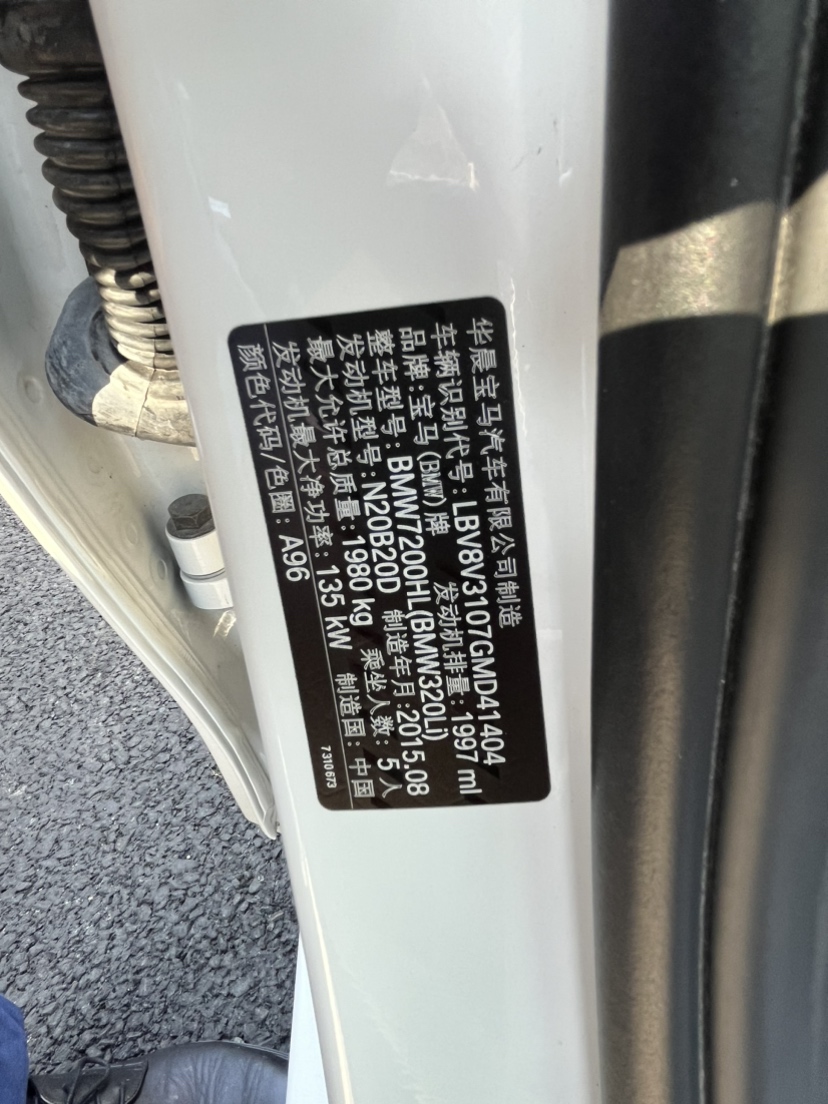 华晨宝马汽车有限公司制造
车辆识别代号: LBV8V3107GMD41404
品牌: 宝马(BMW)牌 发动机排量: 1997 ml
整车型号: BMW7200HL(BMW320Li)
发动机型号: N20B20D 制造年月: 2015.08
最大允许总质量: 1980 kg 乘坐人数: 5 人
发动机最大净功率: 135 kW 制造国: 中国
颜色代码/色圈: A96 7310673